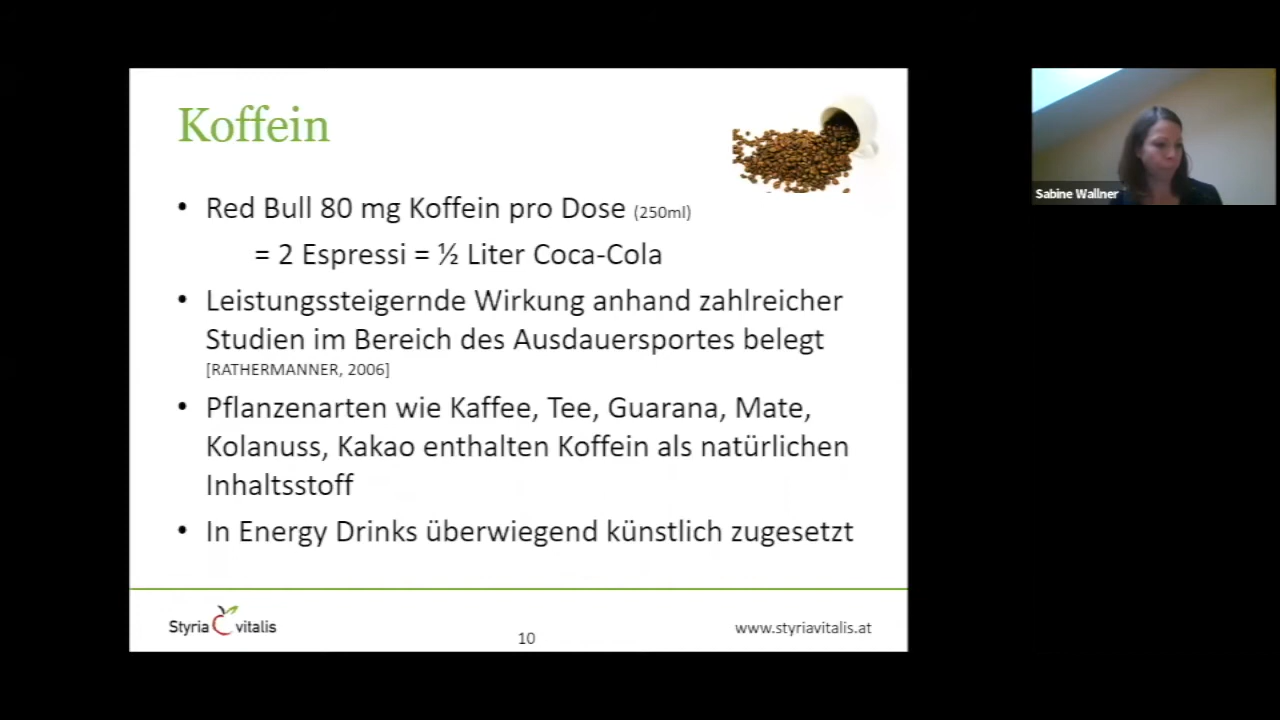 Koffein
• Red Bull 80 mg Koffein pro Dose (250ml)
= 2 Espressi = ½ Liter Coca-Cola
• Leistungssteigernde Wirkung anhand zahlreicher
Studien im Bereich des Ausdauersportes belegt
[RATHERMANNER, 2006]
• Pflanzenarten wie Kaffee, Tee, Guarana, Mate,
Kolanuss, Kakao enthalten Koffein als natürlichen
Inhaltsstoff
• In Energy Drinks überwiegend künstlich zugesetzt
Styria vitalis
10
www.styriavitalis.at
Sabine Wallner